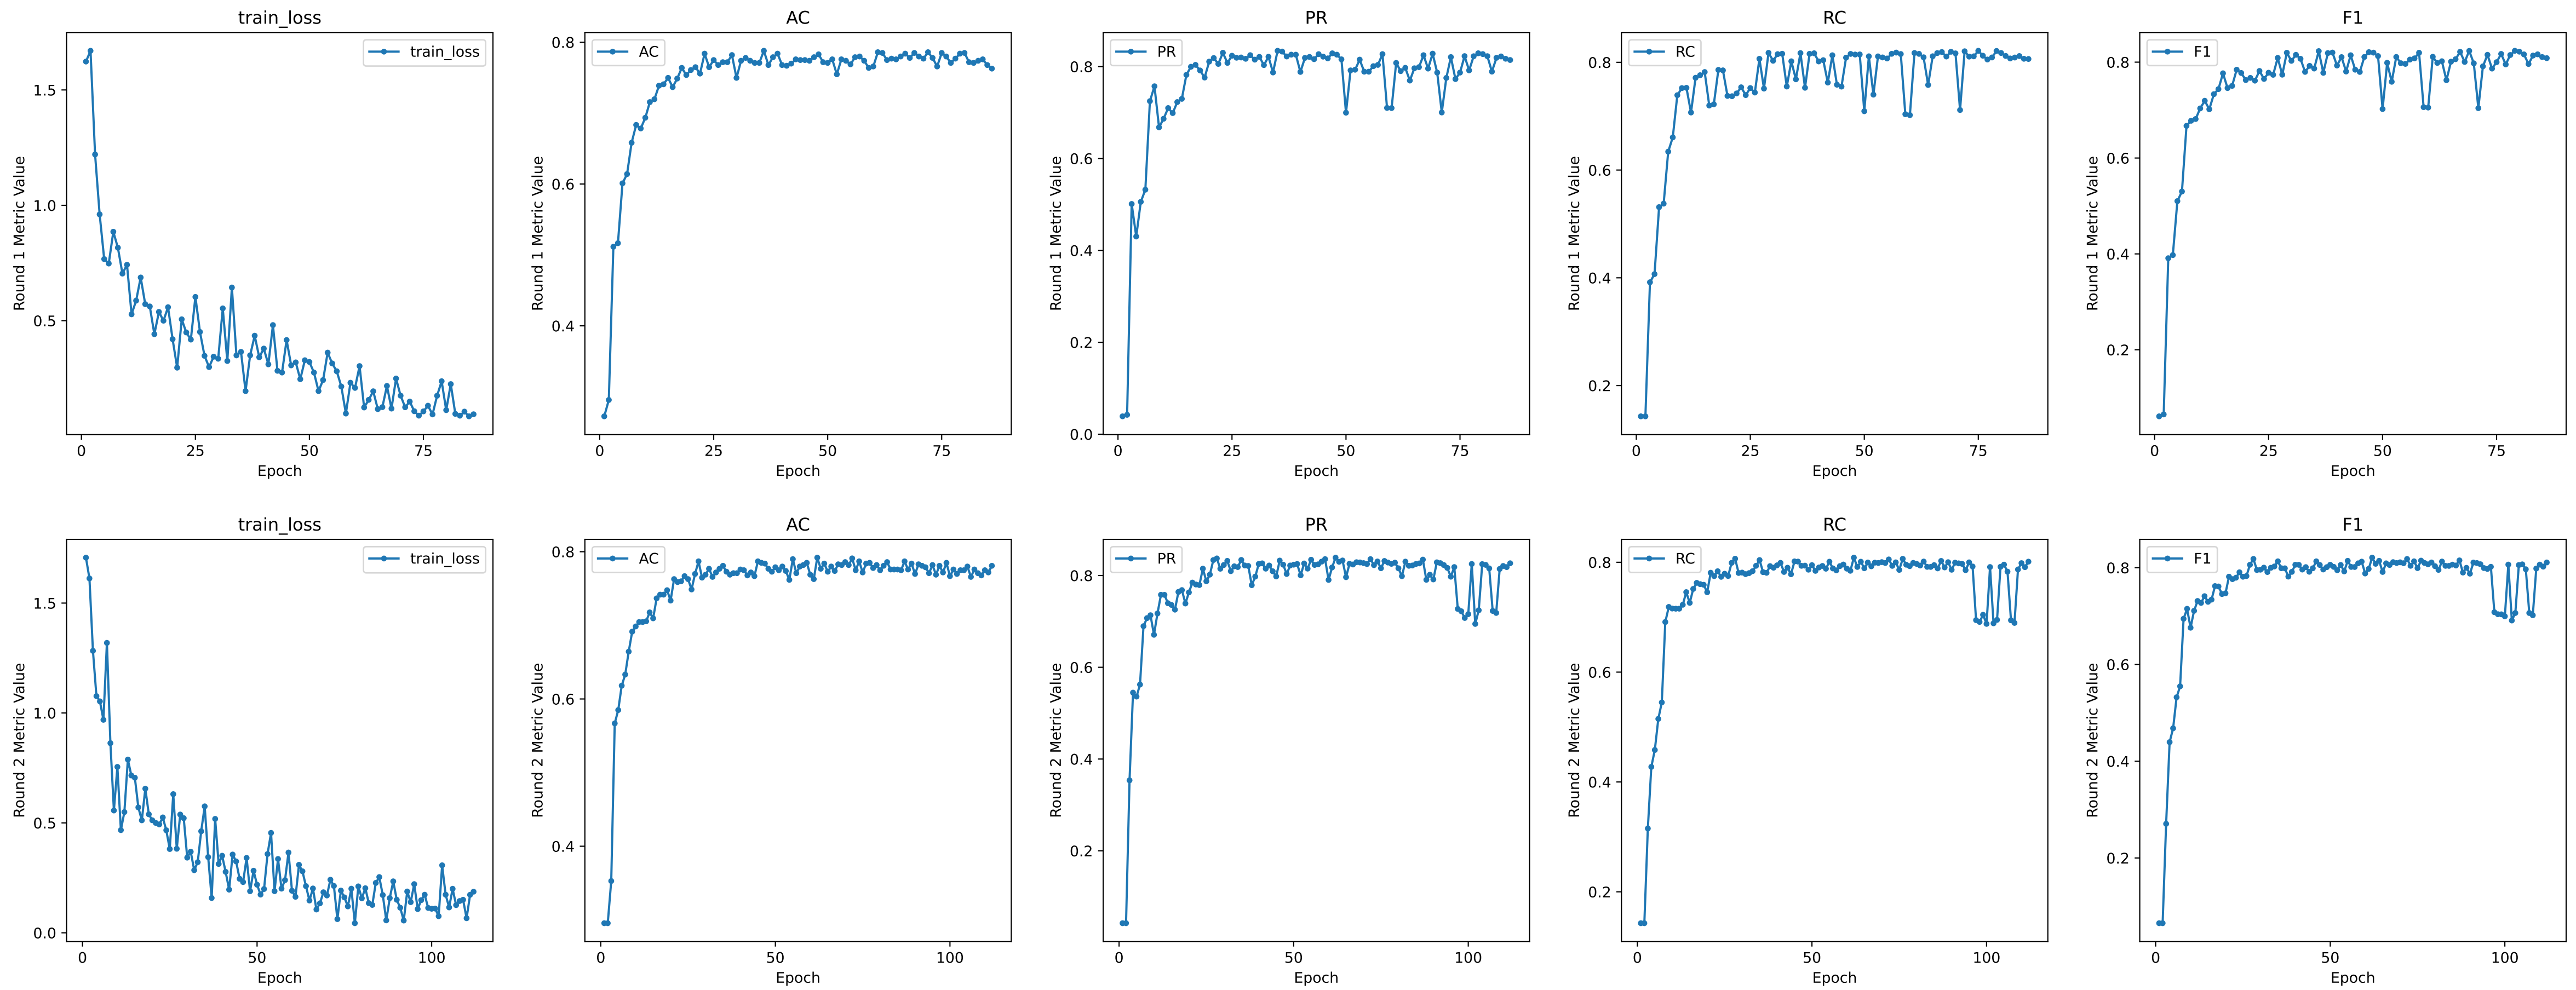 train_loss
AC
PR
RC
F1
Round 1 Metric Value
1.5
1.0
0.5
train_loss
0
25
50
75
Epoch
Round 1 Metric Value
0.8
0.6
0.4
AC
0
25
50
75
Epoch
Round 1 Metric Value
0.8
0.6
0.4
0.2
0.0
PR
0
25
50
75
Epoch
Round 1 Metric Value
0.8
0.6
0.4
0.2
RC
0
25
50
75
Epoch
Round 1 Metric Value
0.8
0.6
0.4
0.2
F1
0
25
50
75
Epoch
train_loss
AC
PR
RC
F1
Round 2 Metric Value
1.5
1.0
0.5
0.0
train_loss
0
50
100
Epoch
Round 2 Metric Value
0.8
0.6
0.4
AC
0
50
100
Epoch
Round 2 Metric Value
0.8
0.6
0.4
0.2
PR
0
50
100
Epoch
Round 2 Metric Value
0.8
0.6
0.4
0.2
RC
0
50
100
Epoch
Round 2 Metric Value
0.8
0.6
0.4
0.2
F1
0
50
100
Epoch